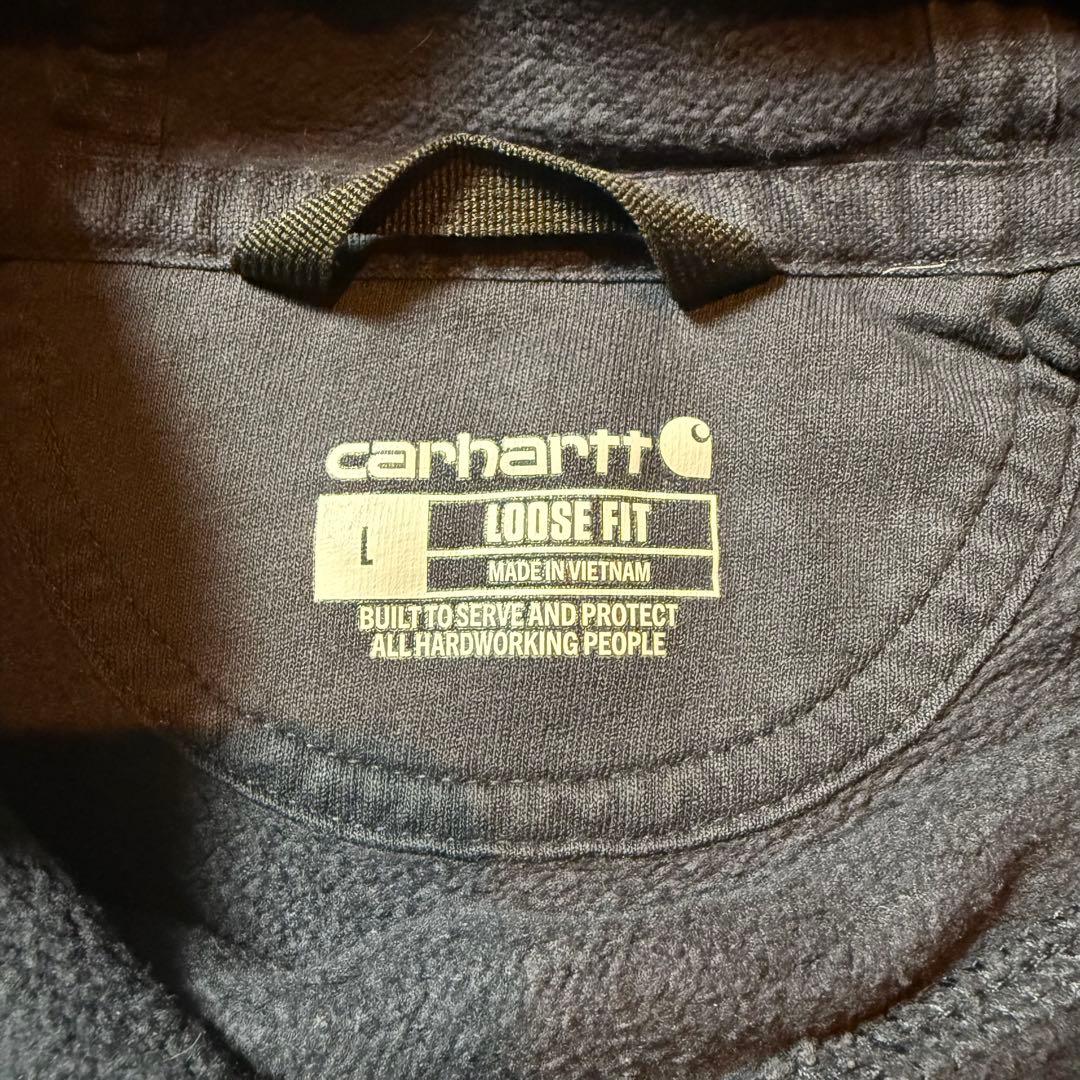 carhartt
L
LOOSE FIT
MADE IN VIETNAM
BUILT TO SERVE AND PROTECT
ALL HARDWORKING PEOPLE